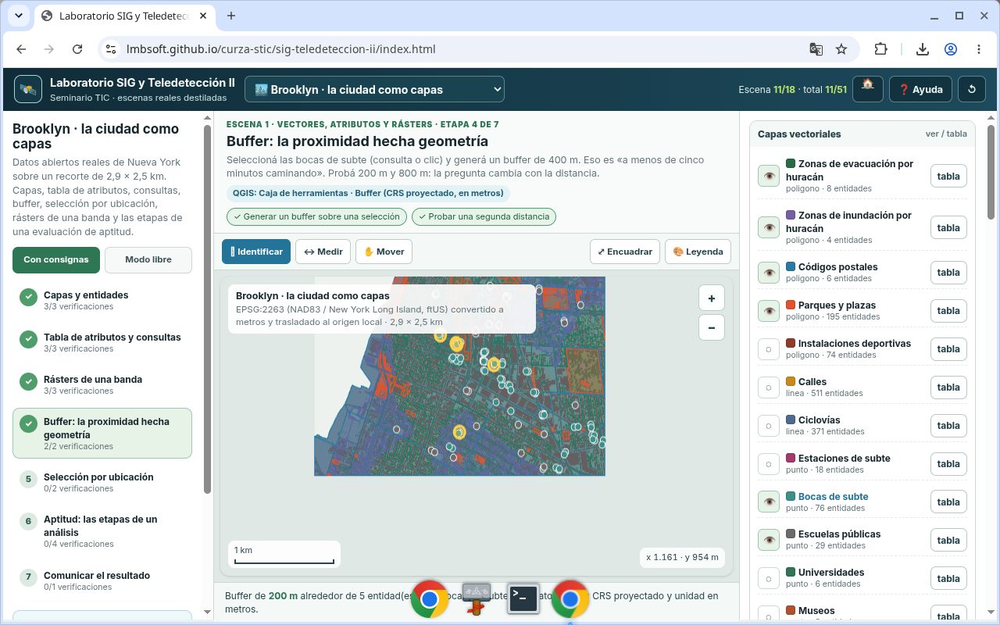 Laboratorio SIG y Teledetecc
lmbsoft.github.io/curza-stic/sig-teledeteccion-ii/index.html
Laboratorio SIG y Teledetección II
Seminario TIC · escenas reales destiladas
Brooklyn · la ciudad como capas
Escena 11/18 · total 11/51
Ayuda
Brooklyn · la ciudad como
capas
Datos abiertos reales de Nueva York
sobre un recorte de 2,9 × 2,5 km.
Capas, tabla de atributos, consultas,
buffer, selección por ubicación,
rásters de una banda y las etapas de
una evaluación de aptitud.
Con consignas
Modo libre
Capas y entidades
3/3 verificaciones
Tabla de atributos y consultas
3/3 verificaciones
Rásters de una banda
3/3 verificaciones
Buffer: la proximidad hecha
geometría
2/2 verificaciones
5
Selección por ubicación
0/2 verificaciones
6
Aptitud: las etapas de un
análisis
0/4 verificaciones
7
Comunicar el resultado
0/1 verificaciones
ESCENA 1 · VECTORES, ATRIBUTOS Y RÁSTERS · ETAPA 4 DE 7
Buffer: la proximidad hecha geometría
Seleccioná las bocas de subte (consulta o clic) y generá un buffer de 400 m. Eso es «a menos de cinco
minutos caminando». Probá 200 m y 800 m: la pregunta cambia con la distancia.
QGIS: Caja de herramientas · Buffer (CRS proyectado, en metros)
✓ Generar un buffer sobre una selección
✓ Probar una segunda distancia
Identificar
↔ Medir
Mover
⤢ Encuadrar
Leyenda
Brooklyn · la ciudad como capas
EPSG:2263 (NAD83 / New York Long Island, ftUS) convertido a
metros y trasladado al origen local · 2,9 × 2,5 km
+
−
1 km
x 1.161 · y 954 m
Buffer de 200 m alrededor de 5 entidad(es CRS proyectado y unidad en
metros.
Capas vectoriales
ver / tabla
Zonas de evacuación por
huracán
poligono · 8 entidades
tabla
Zonas de inundación por
huracán
poligono · 4 entidades
tabla
Códigos postales
poligono · 6 entidades
tabla
Parques y plazas
poligono · 195 entidades
tabla
Instalaciones deportivas
poligono · 74 entidades
tabla
Calles
linea · 511 entidades
tabla
Ciclovías
linea · 371 entidades
tabla
Estaciones de subte
punto · 18 entidades
tabla
Bocas de subte
punto · 76 entidades
tabla
Escuelas públicas
punto · 29 entidades
tabla
Universidades
punto · 6 entidades
tabla
Museos
tabla